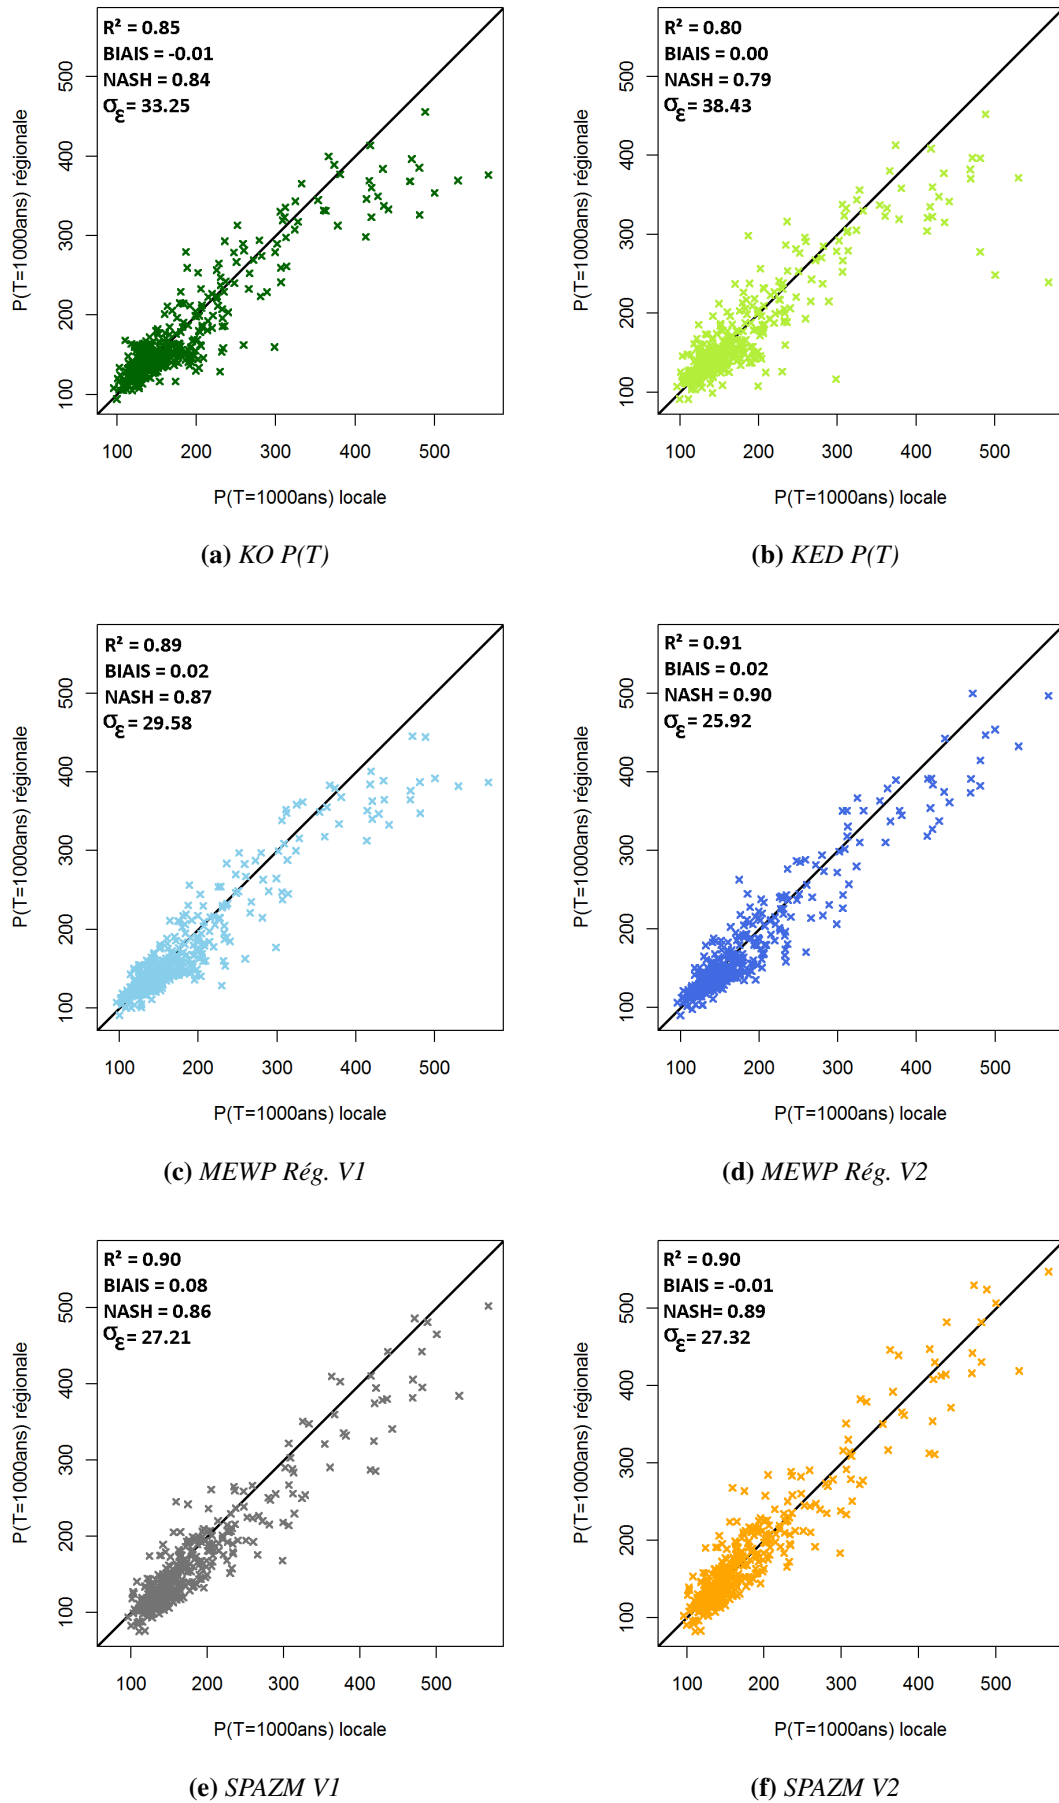 R² = 0.85
BIAIS = -0.01
NASH = 0.84
σε = 33.25
500
400
300
200
100
P(T=1000ans) régionale
100 200 300 400 500
P(T=1000ans) locale
(a) KO P(T)
R² = 0.80
BIAIS = 0.00
NASH = 0.79
σε = 38.43
500
400
300
200
100
P(T=1000ans) régionale
100 200 300 400 500
P(T=1000ans) locale
(b) KED P(T)
R² = 0.89
BIAIS = 0.02
NASH = 0.87
σε = 29.58
500
400
300
200
100
P(T=1000ans) régionale
100 200 300 400 500
P(T=1000ans) locale
(c) MEWP Rég. V1
R² = 0.91
BIAIS = 0.02
NASH = 0.90
σε = 25.92
500
400
300
200
100
P(T=1000ans) régionale
100 200 300 400 500
P(T=1000ans) locale
(d) MEWP Rég. V2
R² = 0.90
BIAIS = 0.08
NASH = 0.86
σε = 27.21
500
400
300
200
100
P(T=1000ans) régionale
100 200 300 400 500
P(T=1000ans) locale
(e) SPAZM V1
R² = 0.90
BIAIS = -0.01
NASH= 0.89
σε = 27.32
500
400
300
200
100
P(T=1000ans) régionale
100 200 300 400 500
P(T=1000ans) locale
(f) SPAZM V2